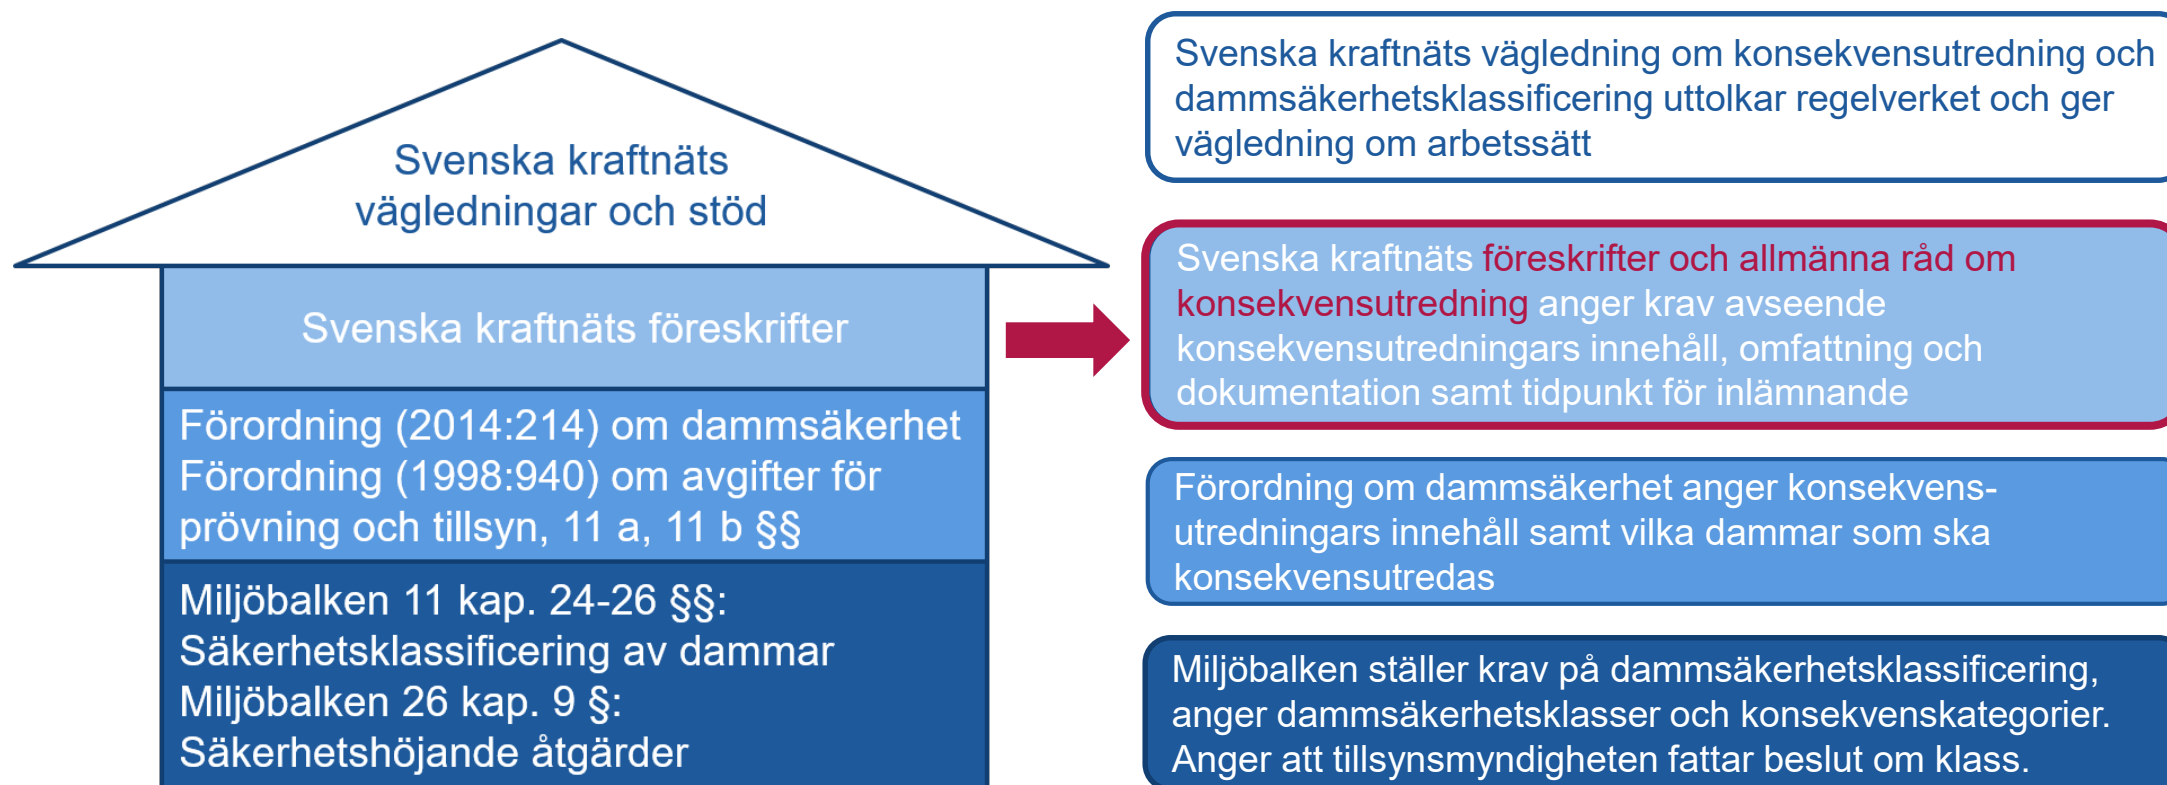 Svenska kraftnäts
vägledningar och stöd
Svenska kraftnäts föreskrifter
Förordning (2014:214) om dammsäkerhet
Förordning (1998:940) om avgifter för
prövning och tillsyn, 11 a, 11 b §§
Miljöbalken 11 kap. 24-26 §§:
Säkerhetsklassificering av dammar
Miljöbalken 26 kap. 9 §:
Säkerhetshöjande åtgärder
Svenska kraftnäts vägledning om konsekvensutredning och
dammsäkerhetsklassificering uttolkar regelverket och ger
vägledning om arbetssätt
Svenska kraftnäts föreskrifter och allmänna råd om
konsekvensutredning anger krav avseende
konsekvensutredningars innehåll, omfattning och
dokumentation samt tidpunkt för inlämnande
Förordning om dammsäkerhet anger konsekvens-
utredningars innehåll samt vilka dammar som ska
konsekvensutredas
Miljöbalken ställer krav på dammsäkerhetsklassificering,
anger dammsäkerhetsklasser och konsekvenskategorier.
Anger att tillsynsmyndigheten fattar beslut om klass.